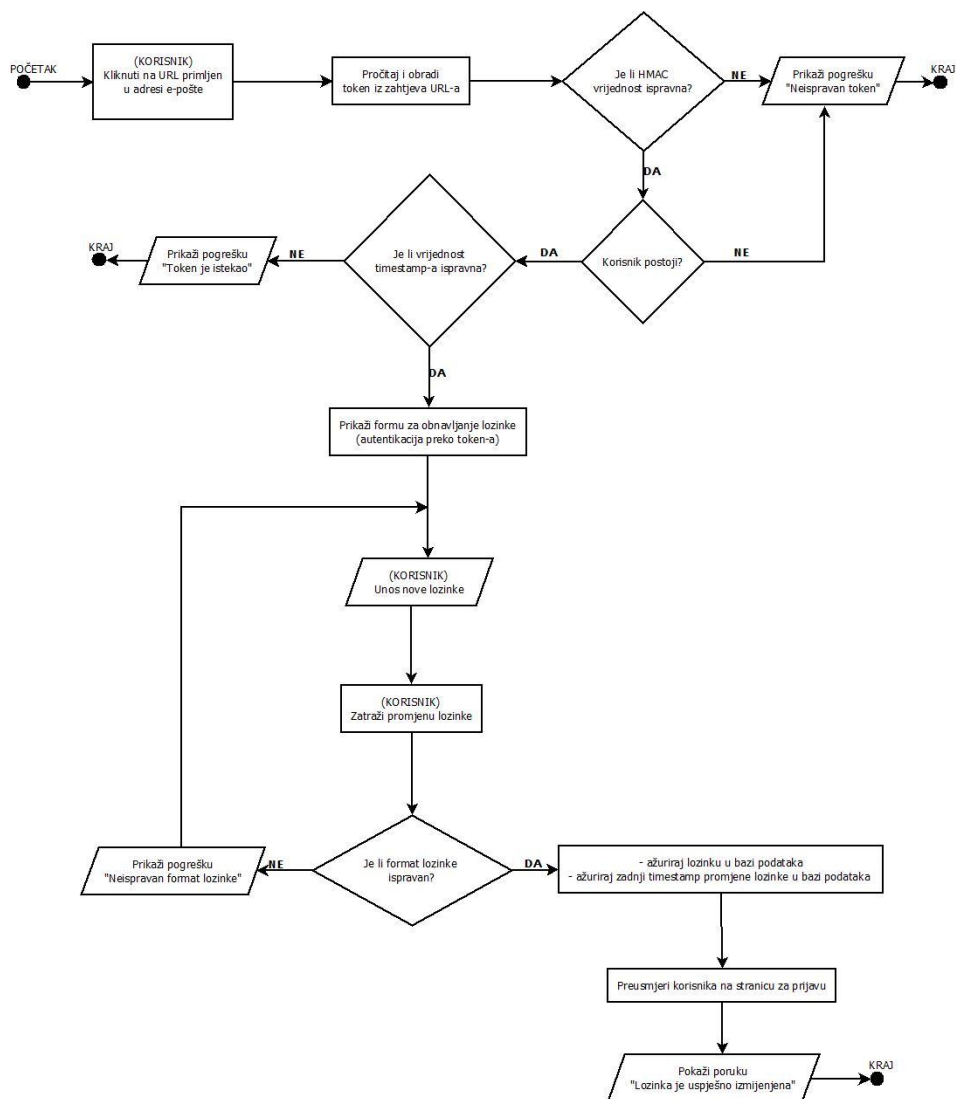 POČETAK
(KORISNIK)
Kliknuti na URL primljen
u adresi e-pošte
Pročitaj i obradi
token iz zahtjeva URL-a
Je li HMAC
vrijednost ispravna?
NE
Prikaži pogrešku
"Neispravan token"
KRAJ
DA
Korisnik postoji?
NE
DA
Je li vrijednost
timestamp-a ispravna?
NE
Prikaži pogrešku
"Token je istekao"
KRAJ
DA
Prikaži formu za obnavljanje lozinke
(autentikacija preko token-a)
(KORISNIK)
Unos nove lozinke
(KORISNIK)
Zatraži promjenu lozinke
Je li format lozinke
ispravan?
NE
Prikaži pogrešku
"Neispravan format lozinke"
DA
- ažuriraj lozinku u bazi podataka
- ažuriraj zadnji timestamp promjene lozinke u bazi podataka
Preusmjeri korisnika na stranicu za prijavu
Pokaži poruku
"Lozinka je uspješno izmijenjena"
KRAJ